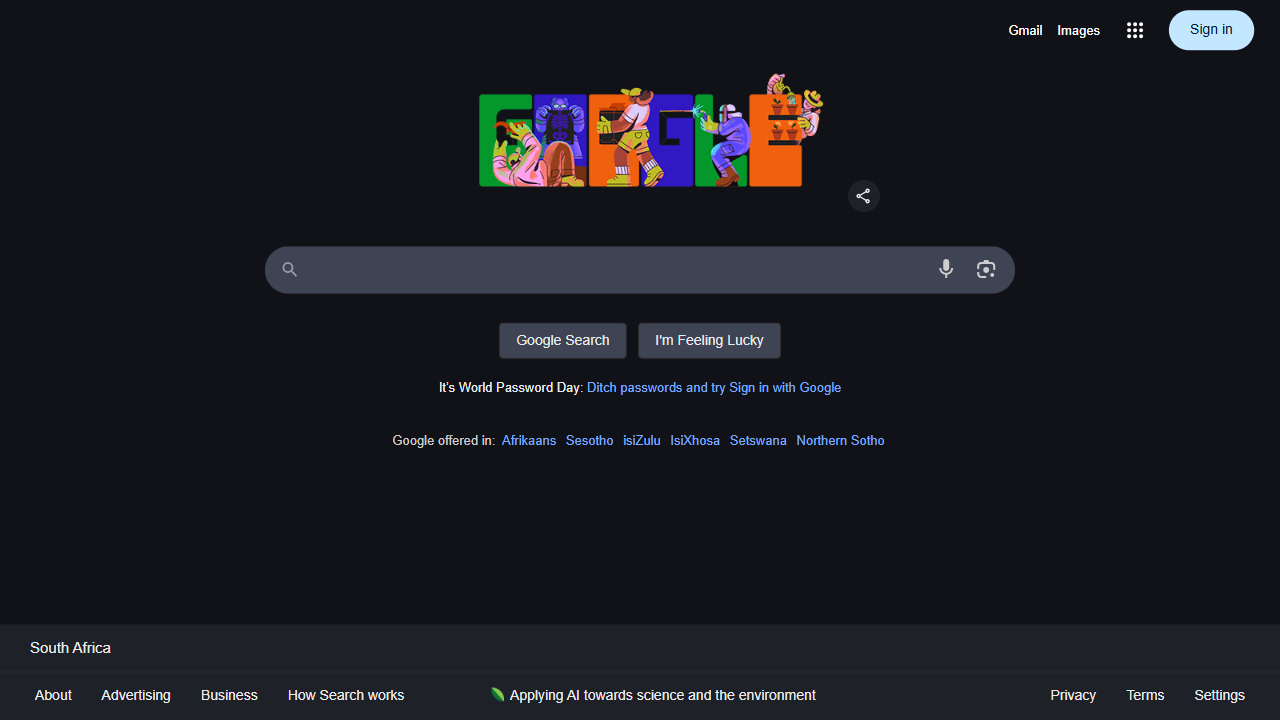 Gmail Images Sign in
Google Search I'm Feeling Lucky
It's World Password Day: Ditch passwords and try Sign in with Google
Google offered in: Afrikaans Sesotho isiZulu IsiXhosa Setswana Northern Sotho
South Africa
About Advertising Business How Search works Applying AI towards science and the environment Privacy Terms Settings